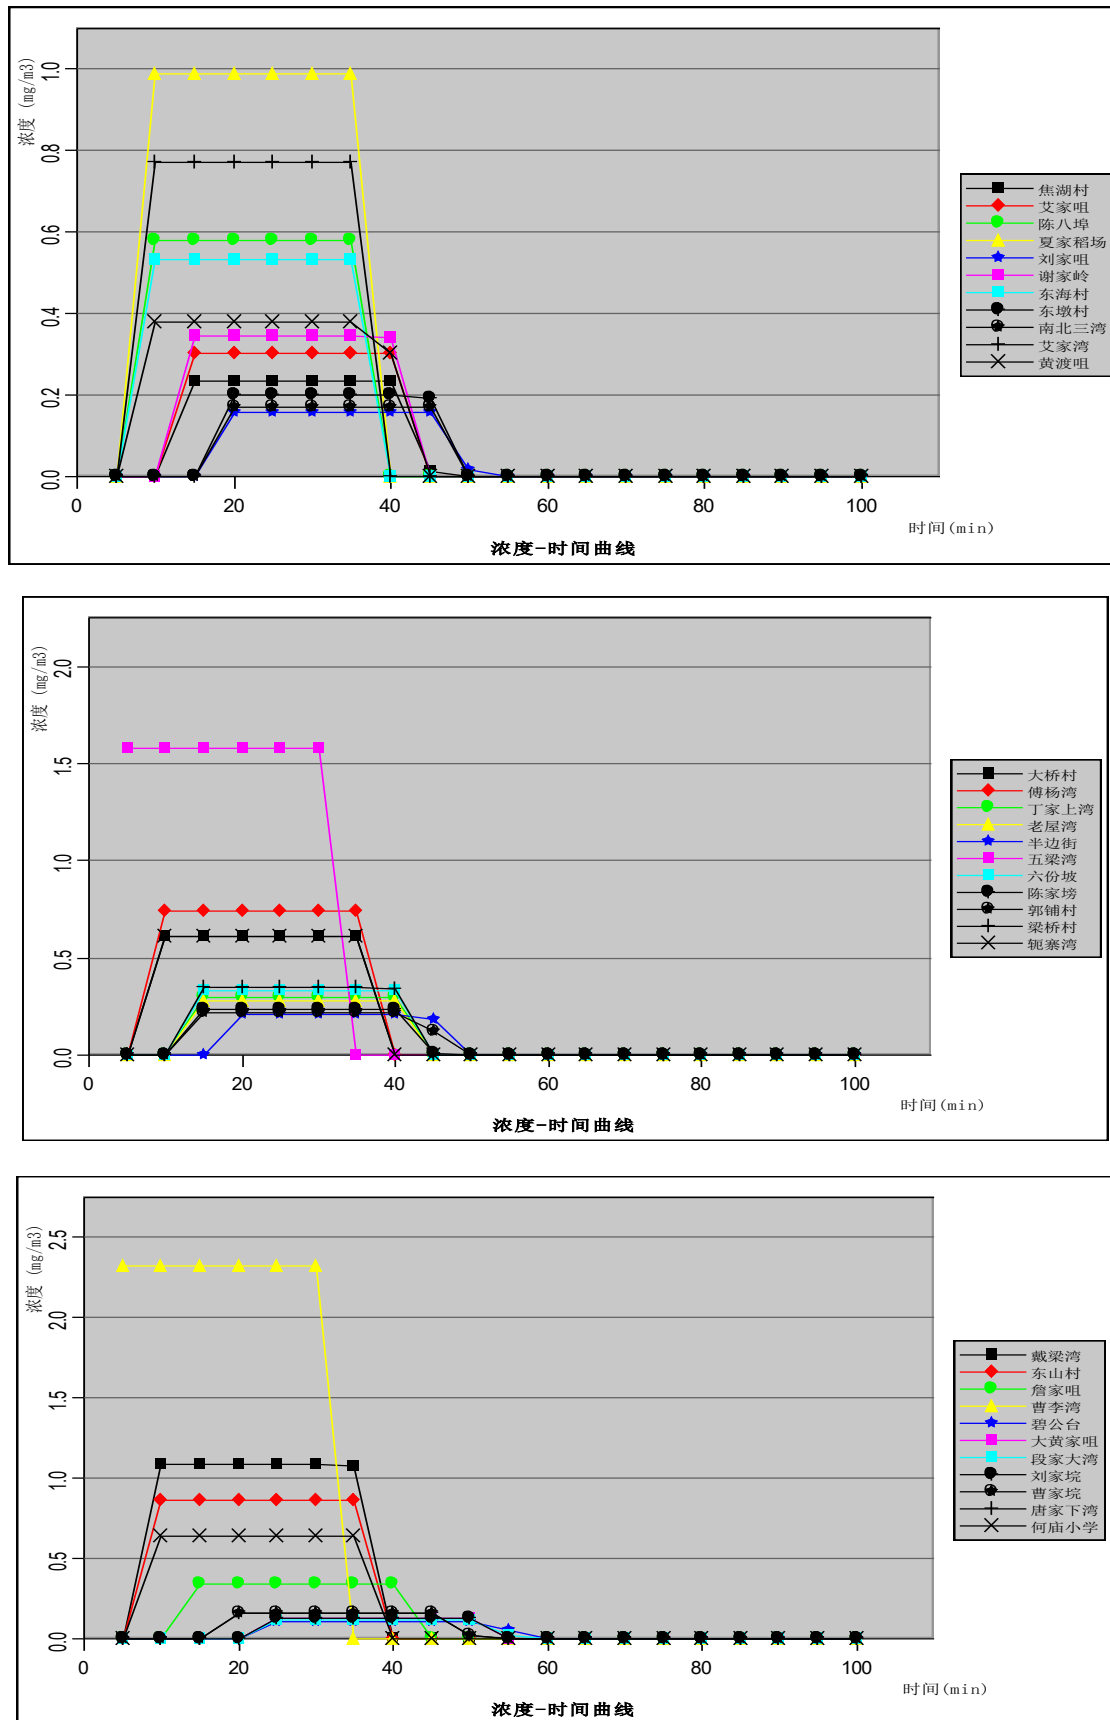 浓度 (mg/m3)
1.0
0.8
0.6
0.4
0.2
0.0
0
20
40
60
80
100
时间(min)
浓度-时间曲线
焦湖村
艾家咀
陈八埠
夏家稻场
刘家咀
谢家岭
东海村
东墩村
南北三湾
艾家湾
黄渡咀
浓度 (mg/m3)
2.0
1.5
1.0
0.5
0.0
0
20
40
60
80
100
时间(min)
浓度-时间曲线
大桥村
傅杨湾
丁家上湾
老屋湾
半边街
五梁湾
六份坡
陈家塝
郭铺村
梁桥村
轭寨湾
浓度 (mg/m3)
2.5
2.0
1.5
1.0
0.5
0.0
0
20
40
60
80
100
时间(min)
浓度-时间曲线
戴梁湾
东山村
詹家咀
曹李湾
碧公台
大黄家咀
段家大湾
刘家垸
曹家垸
唐家下湾
何庙小学